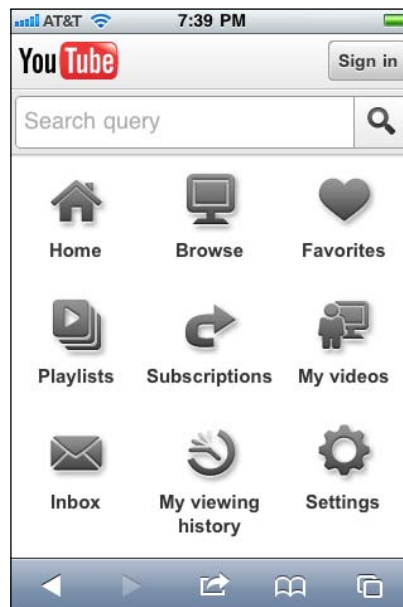 AT&T 7:39 PM
YouTube Sign in
Search query
Home Browse Favorites
Playlists Subscriptions My videos
Inbox My viewing Settings
history